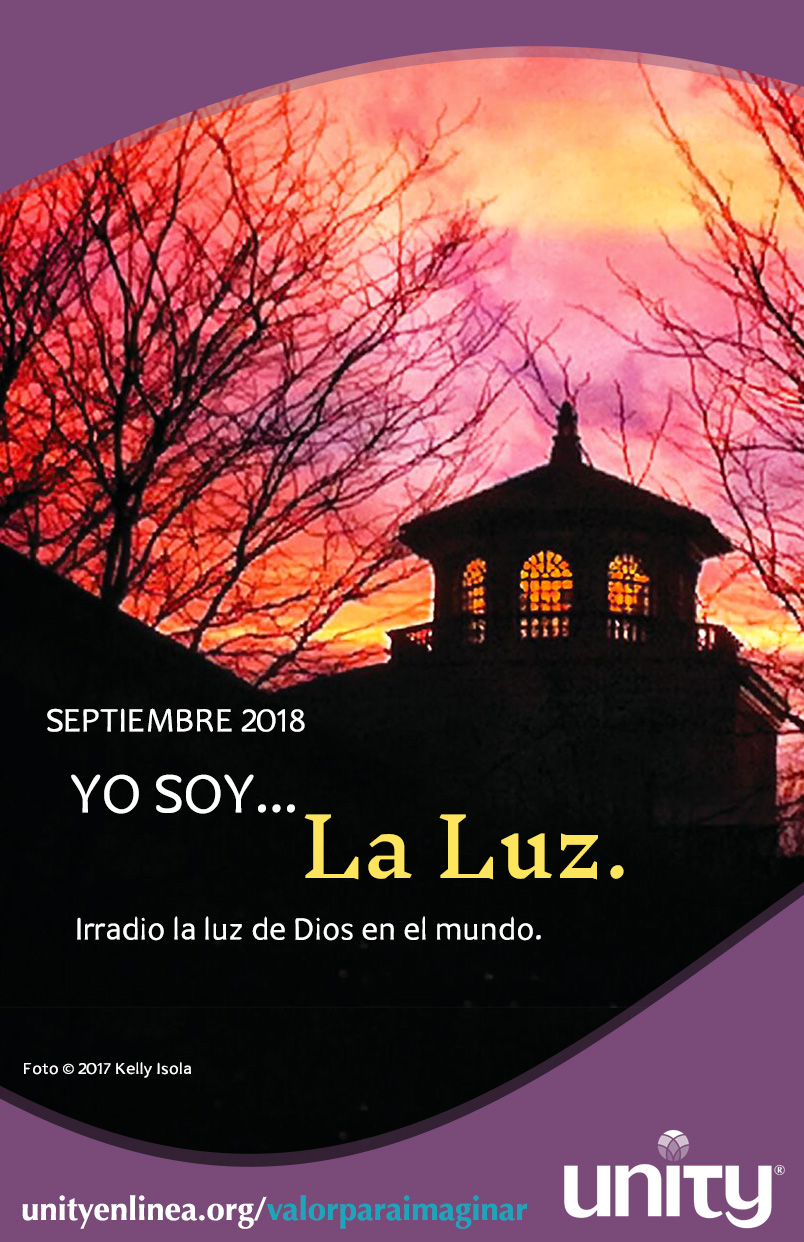 SEPTIEMBRE 2018
YO SOY...
La Luz.
Irradio la luz de Dios en el mundo.
Foto © 2017 Kelly Isola
unityenlinea.org/valorparaimaginar
unity®